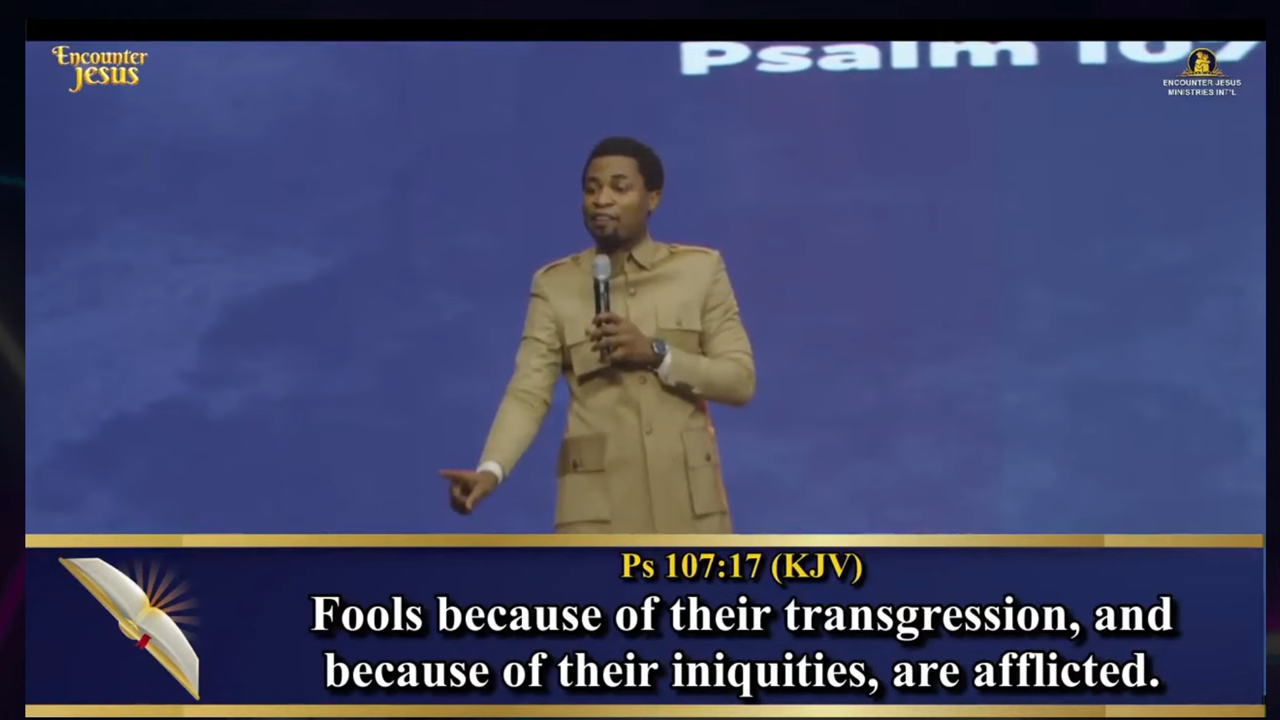 Encounter
Jesus
Psalm 107
ENCOUNTER JESUS
MINISTRIES INT'L
Ps 107:17 (KJV)
Fools because of their transgression, and
because of their iniquities, are afflicted.